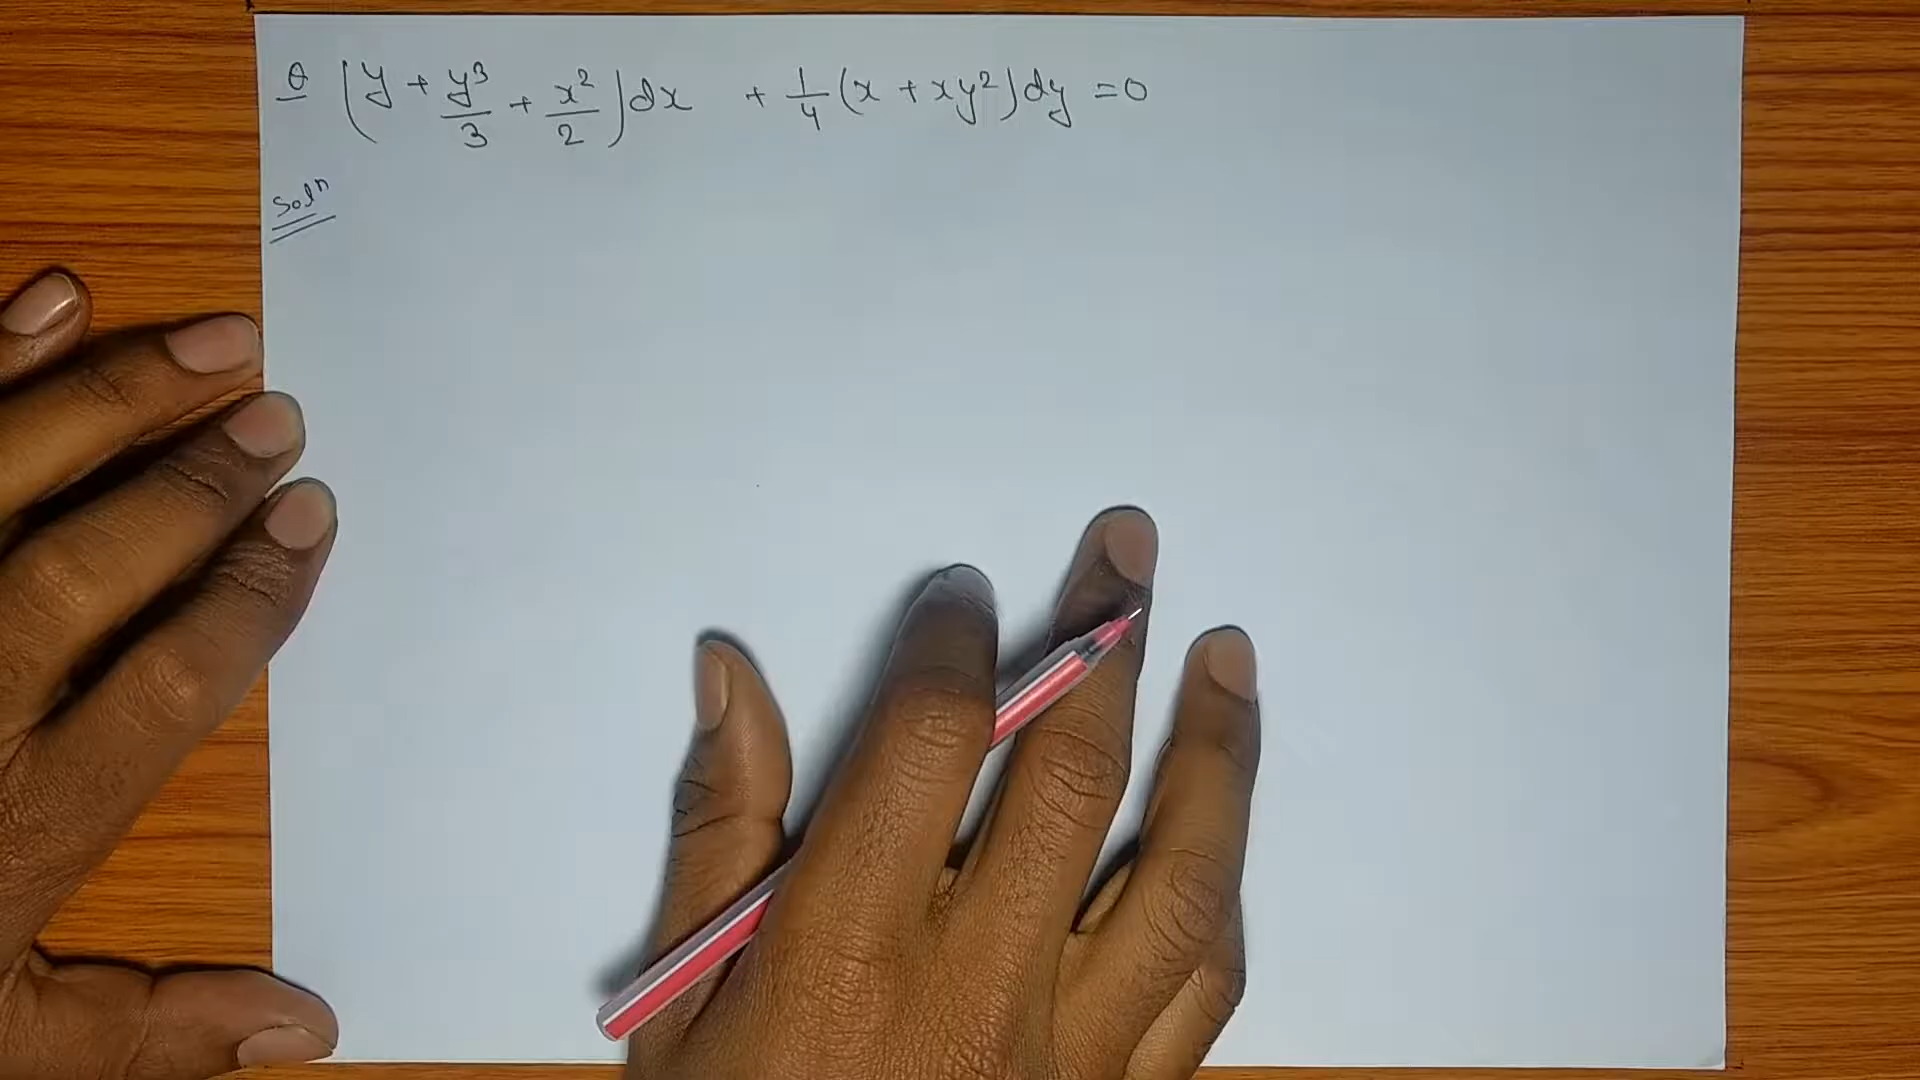 Q (y + y³/3 + x²/2)dx + 1/4 (x + xy²)dy = 0
Solⁿ